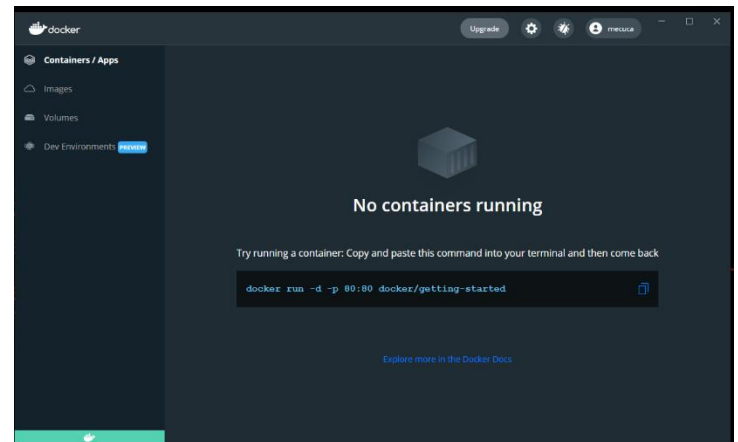 docker
Upgrade
mecuca
Containers / Apps
Images
Volumes
Dev Environments PREVIEW
No containers running
Try running a container: Copy and paste this command into your terminal and then come back
docker run -d -p 80:80 docker/getting-started
Explore more in the Docker Docs